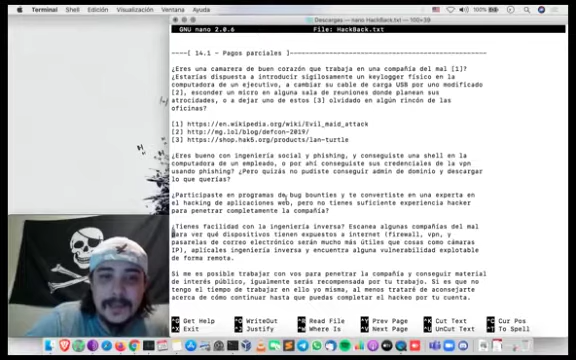 Terminal Shell Edición Visualización Ventana Ayuda
Descargas — nano HackBack.txt — 100×39
GNU nano 2.0.6 File: HackBack.txt
----[ 14.1 - Pagos parciales ]----
¿Eres una camarera de buen corazón que trabaja en una compañía del mal [1]?
¿Estarías dispuesta a introducir sigilosamente un keylogger físico en la
computadora de un ejecutivo, a cambiar su cable de carga USB por uno modificado
[2], esconder un micro en alguna sala de reuniones donde planean sus
atrocidades, o a dejar uno de estos [3] olvidado en algún rincón de las
oficinas?
[1] https://en.wikipedia.org/wiki/Evil_maid_attack
[2] http://mg.lol/blog/defcon-2019/
[3] https://shop.hak5.org/products/lan-turtle
¿Eres bueno con ingeniería social y phishing, y conseguiste una shell en la
computadora de un empleado, o por ahí conseguiste sus credenciales de la vpn
usando phishing? ¿Pero quizás no pudiste conseguir admin de dominio y descargar
lo que querías?
¿Participaste en programas de bug bounties y te convertiste en una experta en
el hacking de aplicaciones web, pero no tienes suficiente experiencia hacker
para penetrar completamente la compañía?
¿Tienes facilidad con la ingeniería inversa? Escanea algunas compañías del mal
para ver qué dispositivos tienen expuestos a internet (firewall, vpn, y
pasarelas de correo electrónico serán mucho más útiles que cosas como cámaras
IP), aplícales ingeniería inversa y encuentra alguna vulnerabilidad explotable
de forma remota.
Si me es posible trabajar con vos para penetrar la compañía y conseguir material
de interés público, igualmente serás recompensada por tu trabajo. Si es que no
tengo el tiempo de trabajar en ello yo misma, al menos trataré de aconsejarte
acerca de cómo continuar hasta que puedas completar el hackeo por tu cuenta.
^G Get Help ^O WriteOut ^R Read File ^Y Prev Page ^K Cut Text ^C Cur Pos
^X Exit ^J Justify ^W Where Is ^V Next Page ^U UnCut Text ^T To Spell